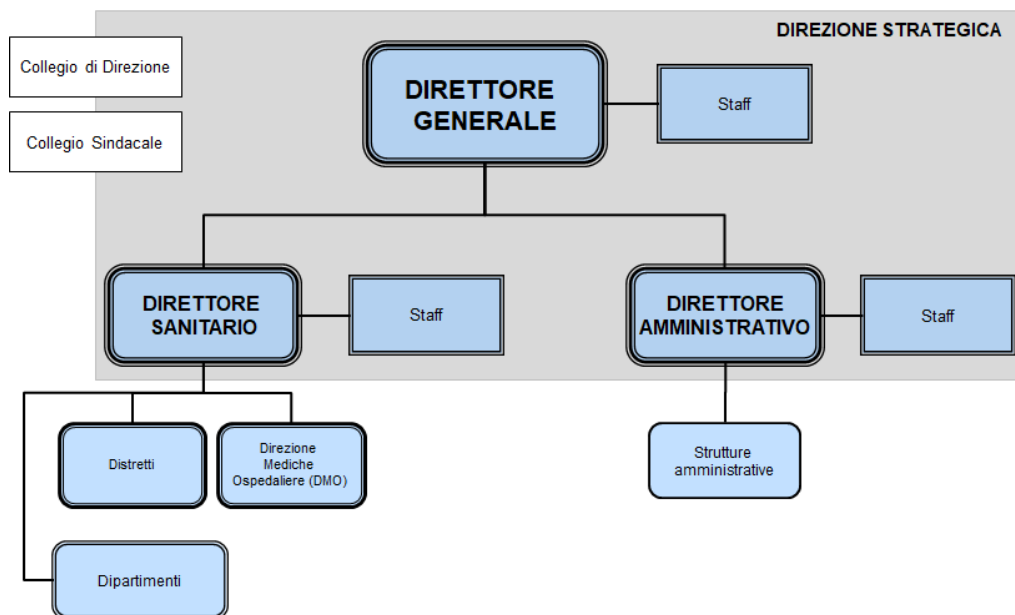 DIREZIONE STRATEGICA
Collegio di Direzione
Collegio Sindacale
DIRETTORE
GENERALE
Staff
DIRETTORE
SANITARIO
Staff
DIRETTORE
AMMINISTRATIVO
Staff
Distretti
Direzione
Mediche
Ospedaliere (DMO)
Strutture
amministrative
Dipartimenti